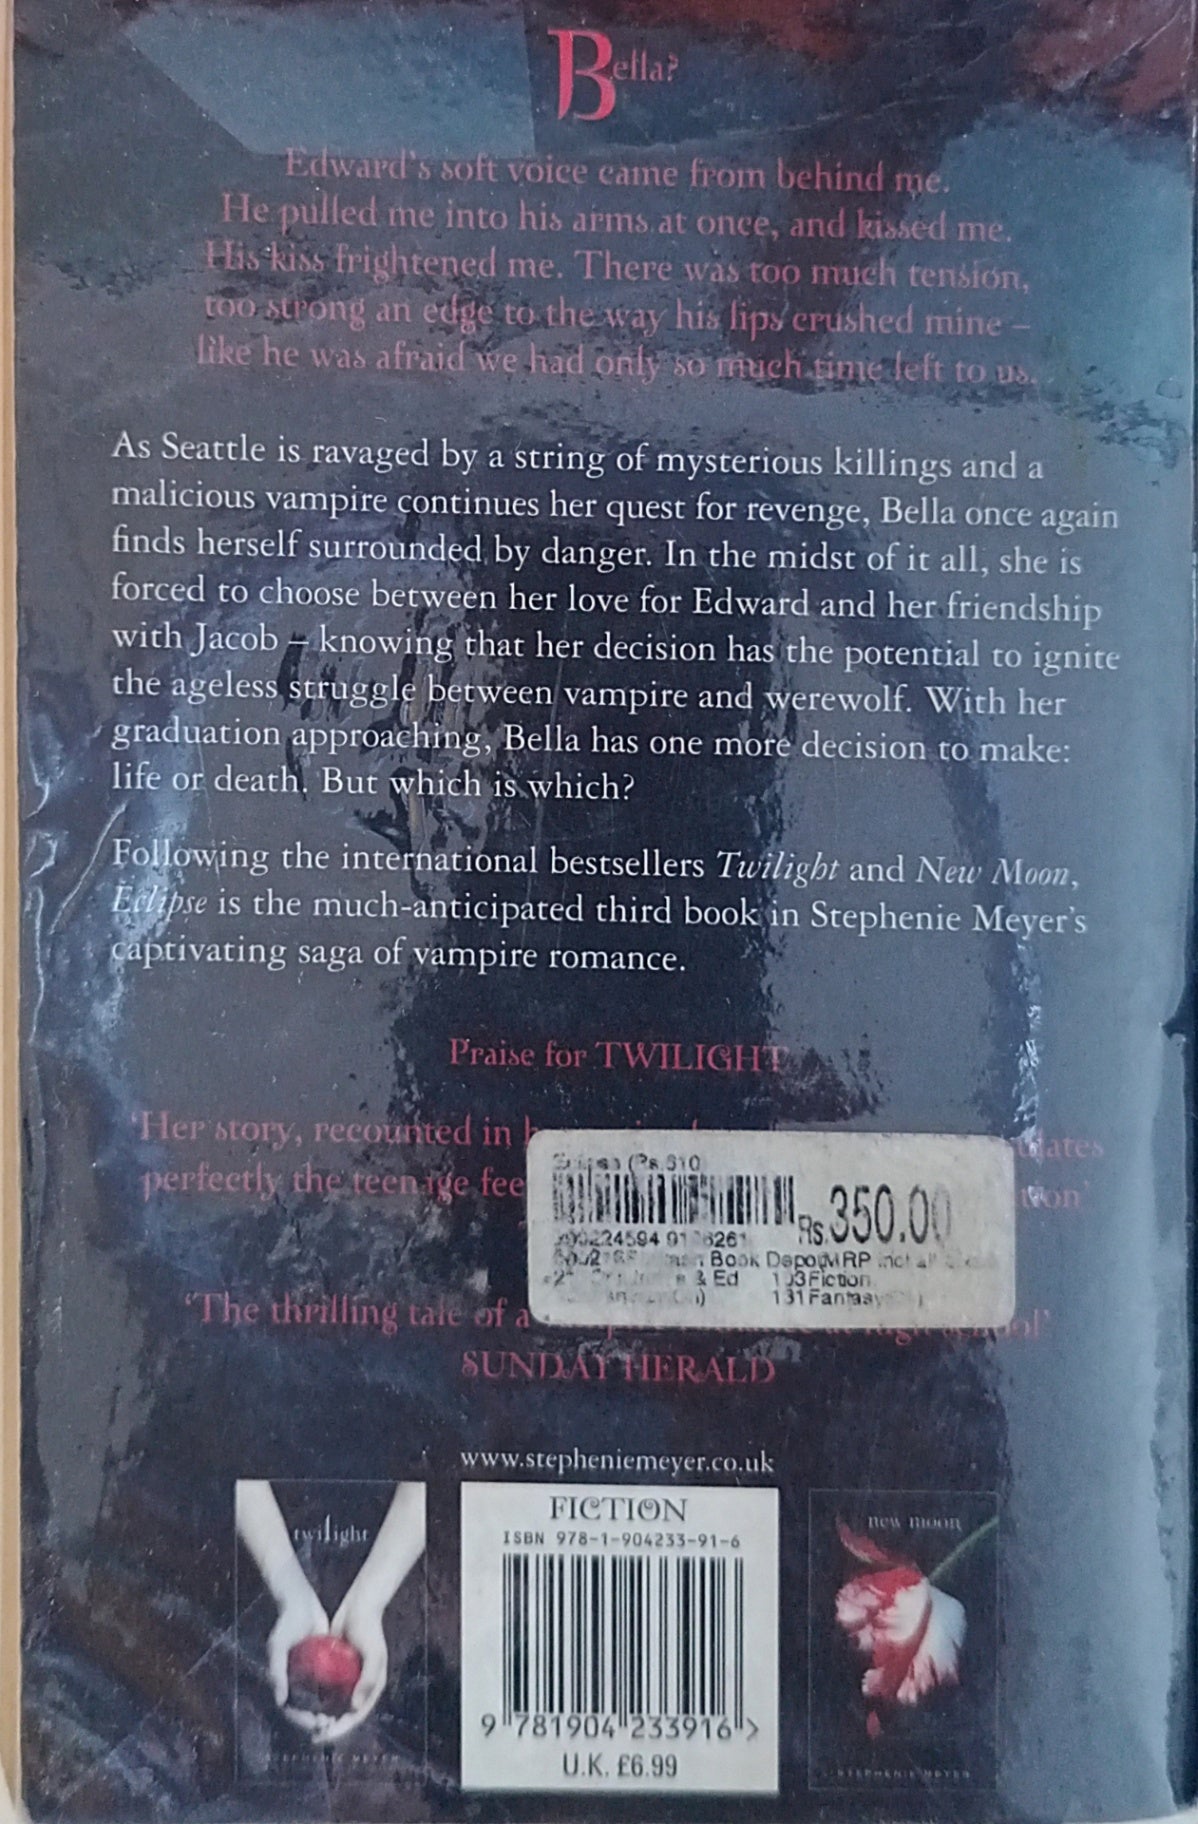 Bella?
Edward's soft voice came from behind me.
He pulled me into his arms at once, and kissed me.
His kiss frightened me. There was too much tension,
too strong an edge to the way his lips crushed mine –
like he was afraid we had only so much time left to us.
As Seattle is ravaged by a string of mysterious killings and a
malicious vampire continues her quest for revenge, Bella once again
finds herself surrounded by danger. In the midst of it all, she is
forced to choose between her love for Edward and her friendship
with Jacob – knowing that her decision has the potential to ignite
the ageless struggle between vampire and werewolf. With her
graduation approaching, Bella has one more decision to make:
life or death. But which is which?
Following the international bestsellers Twilight and New Moon,
Eclipse is the much-anticipated third book in Stephenie Meyer's
captivating saga of vampire romance.
Praise for TWILIGHT
'Her story, recounted in
perfectly the teenage
Rs.350.00
Book Depo(MRP
& Ed 103Fiction
131Fantasy
'The thrilling tale of a
SUNDAY HERALD
www.stepheniemeyer.co.uk
twilight
STEPHENIE MEYER
FICTION
ISBN 978-1-904233-91-6
9 781904 233916 >
U.K. £6.99
new moon
STEPHENIE MEYER